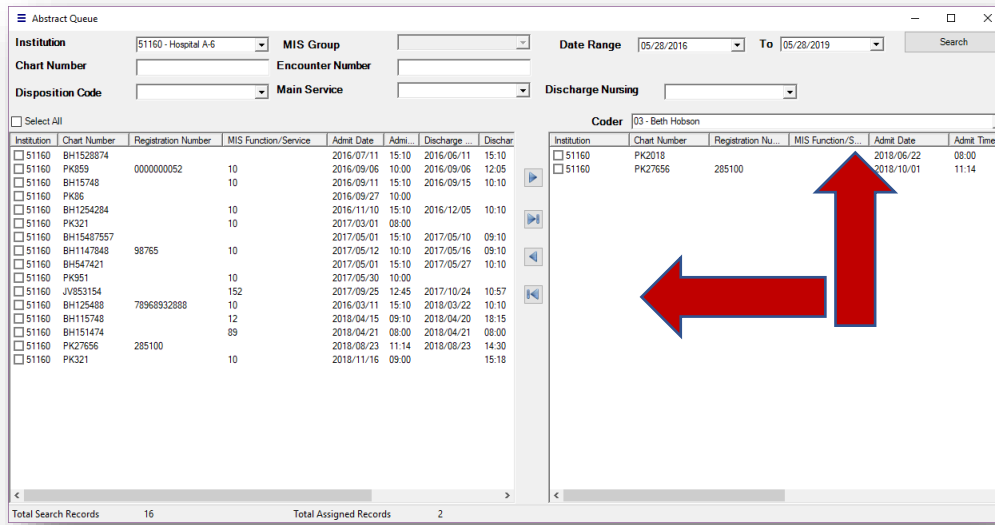 Abstract Queue
Institution 51160 - Hospital A-6 MIS Group Date Range 05/28/2016 To 05/28/2019 Search
Chart Number Encounter Number
Disposition Code Main Service Discharge Nursing
Select All Coder 03 - Beth Hobson
Institution Chart Number Registration Number MIS Function/Service Admit Date Admi... Discharge ... Dischar Institution Chart Number Registration Nu... MIS Function/S... Admit Date Admit Time
51160 BH1528874 2016/07/11 15:10 2016/06/11 15:10 51160 PK2018 2018/06/22 08:00
51160 PK859 0000000052 10 2016/09/06 10:00 2016/09/06 12:05 51160 PK27656 285100 2018/10/01 11:14
51160 BH15748 10 2016/09/11 15:10 2016/09/15 10:10
51160 PK86 2016/09/27 10:00
51160 BH1254284 10 2016/11/10 15:10 2016/12/05 10:10
51160 PK321 10 2017/03/01 08:00
51160 BH15487557 2017/05/01 15:10 2017/05/10 09:10
51160 BH1147848 98765 10 2017/05/12 10:10 2017/05/16 09:10
51160 BH547421 2017/05/01 15:10 2017/05/27 10:10
51160 PK951 10 2017/05/30 10:00
51160 JV853154 152 2017/09/25 12:45 2017/10/24 10:57
51160 BH125488 78968932888 10 2016/03/11 15:10 2018/03/22 10:10
51160 BH115748 12 2018/04/15 09:10 2018/04/20 18:15
51160 BH151474 89 2018/04/21 08:00 2018/04/21 08:00
51160 PK27656 285100 2018/08/23 11:14 2018/08/23 14:30
51160 PK321 10 2018/11/16 09:00 15:18
Total Search Records 16 Total Assigned Records 2